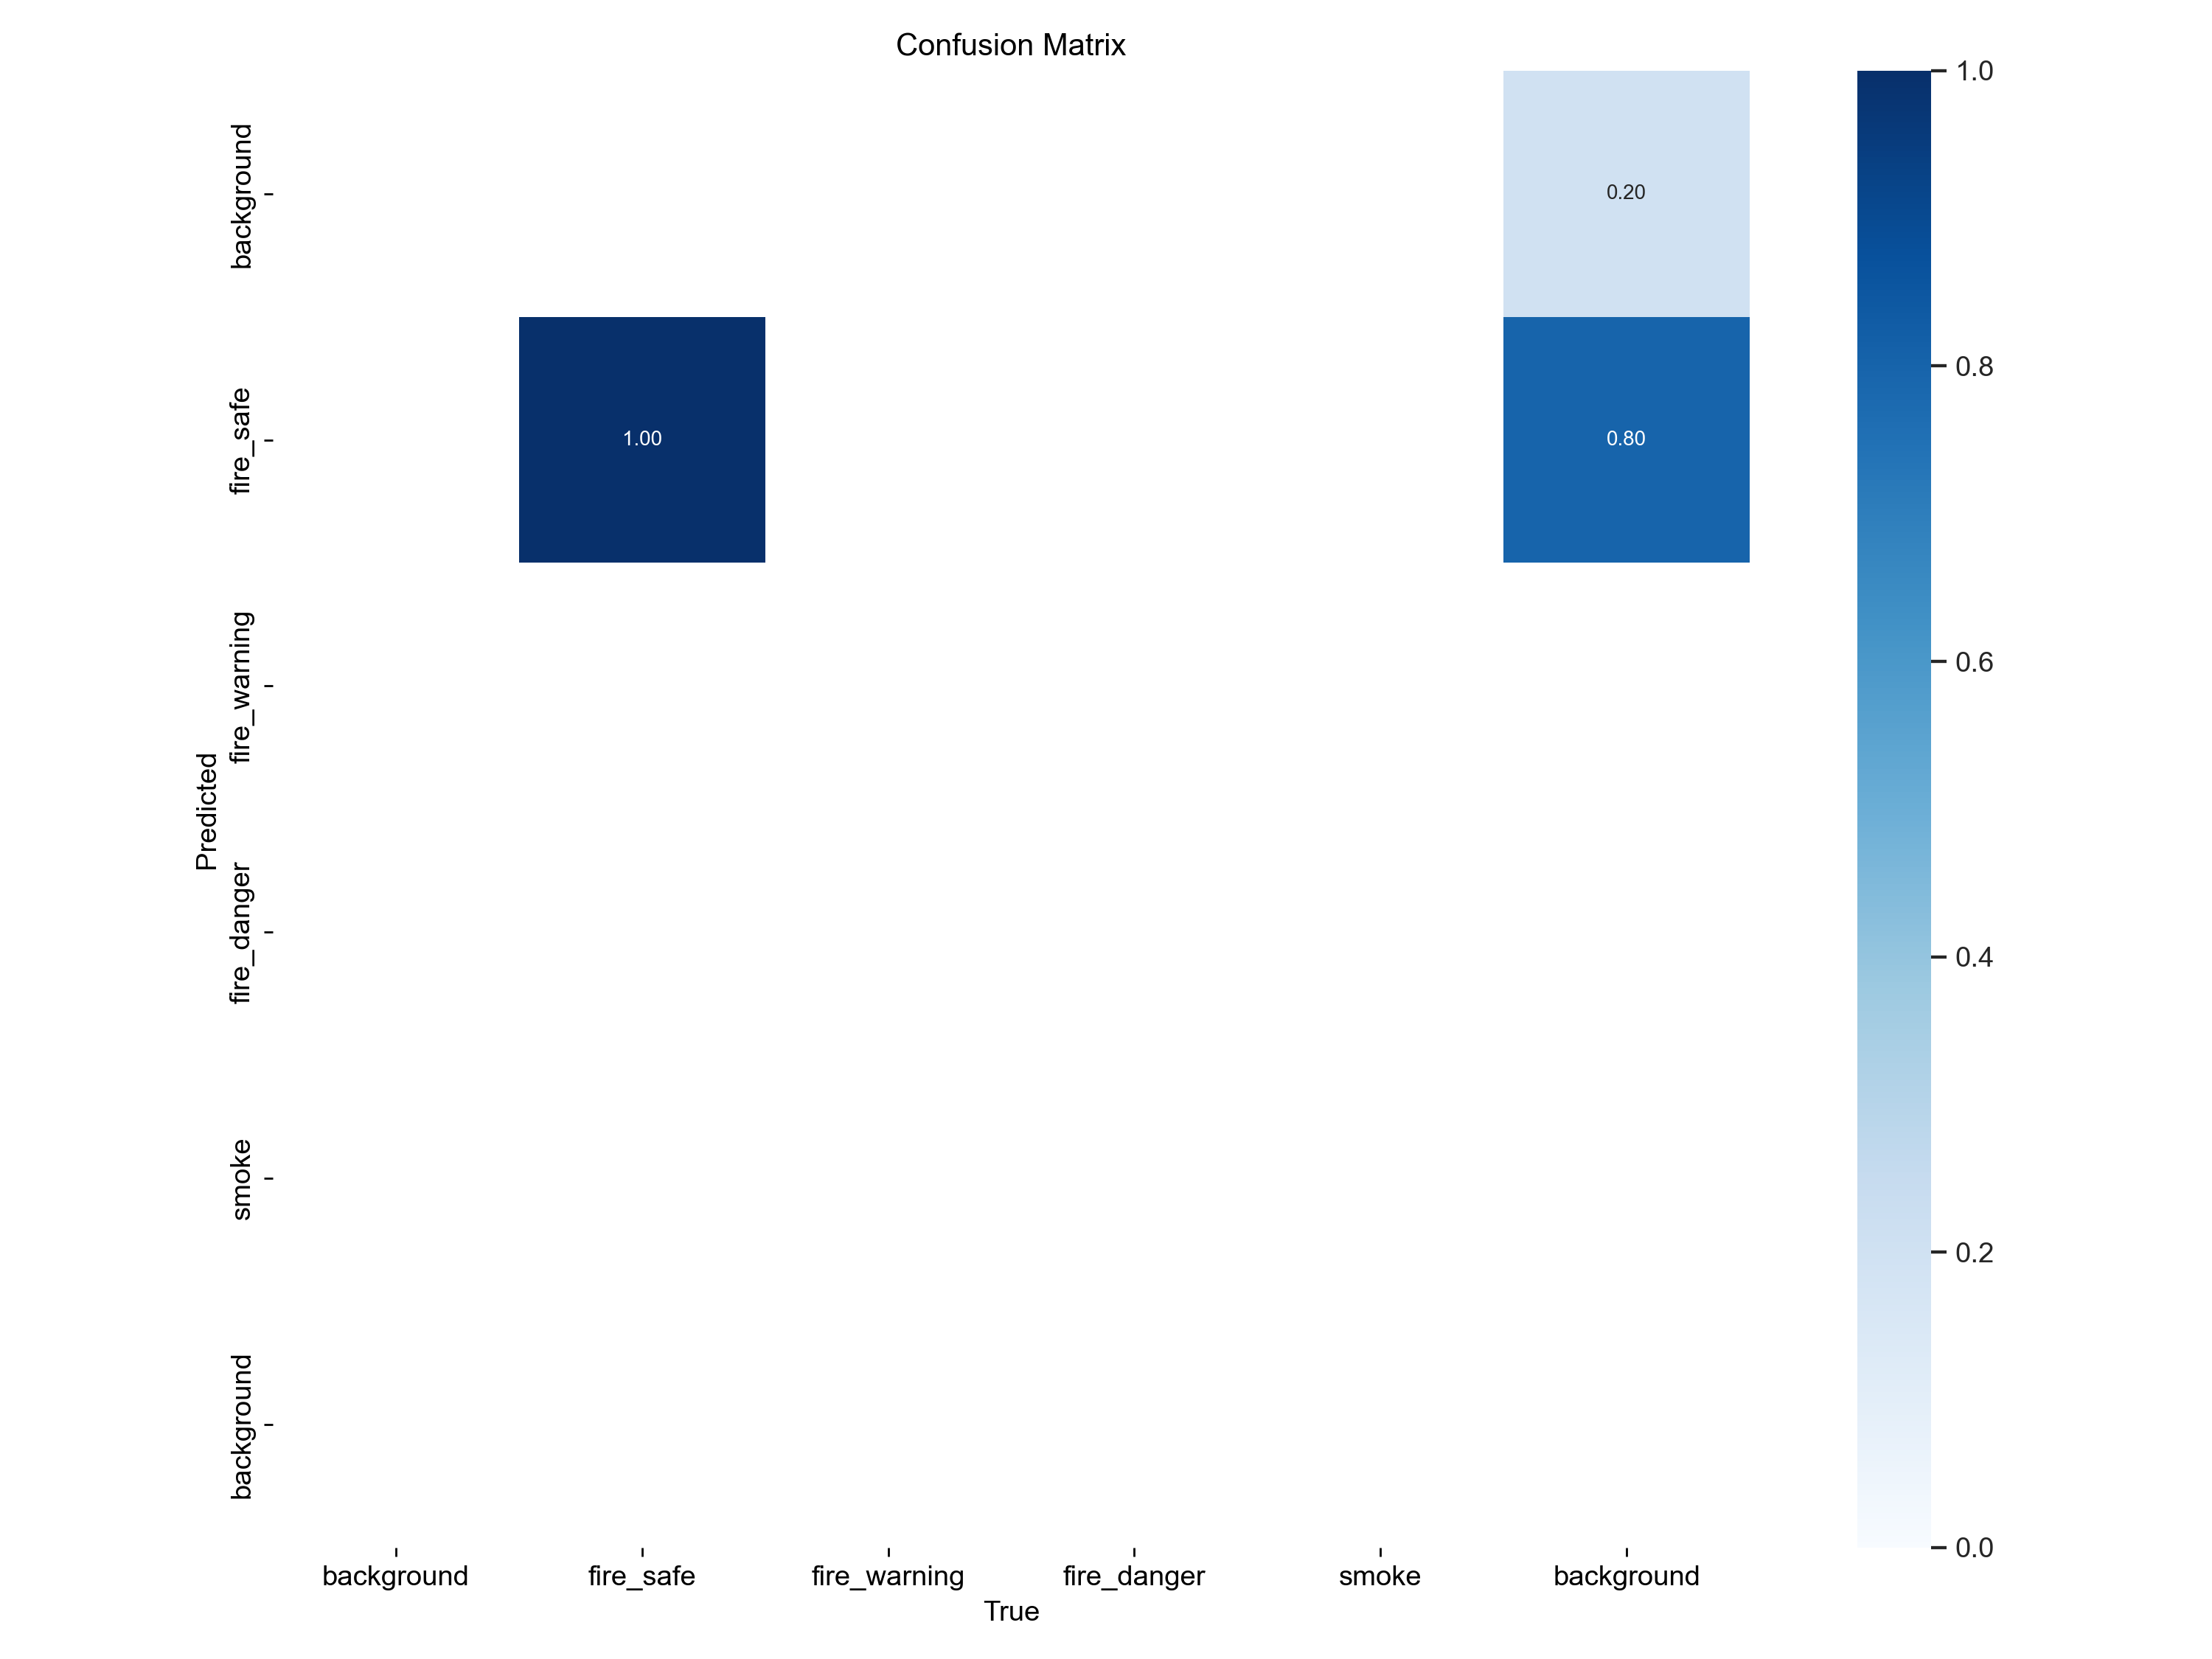 Confusion Matrix
background
fire_safe
fire_warning
fire_danger
smoke
background
Predicted
0.20
1.00
0.80
background
fire_safe
fire_warning
fire_danger
smoke
background
True
1.0
0.8
0.6
0.4
0.2
0.0